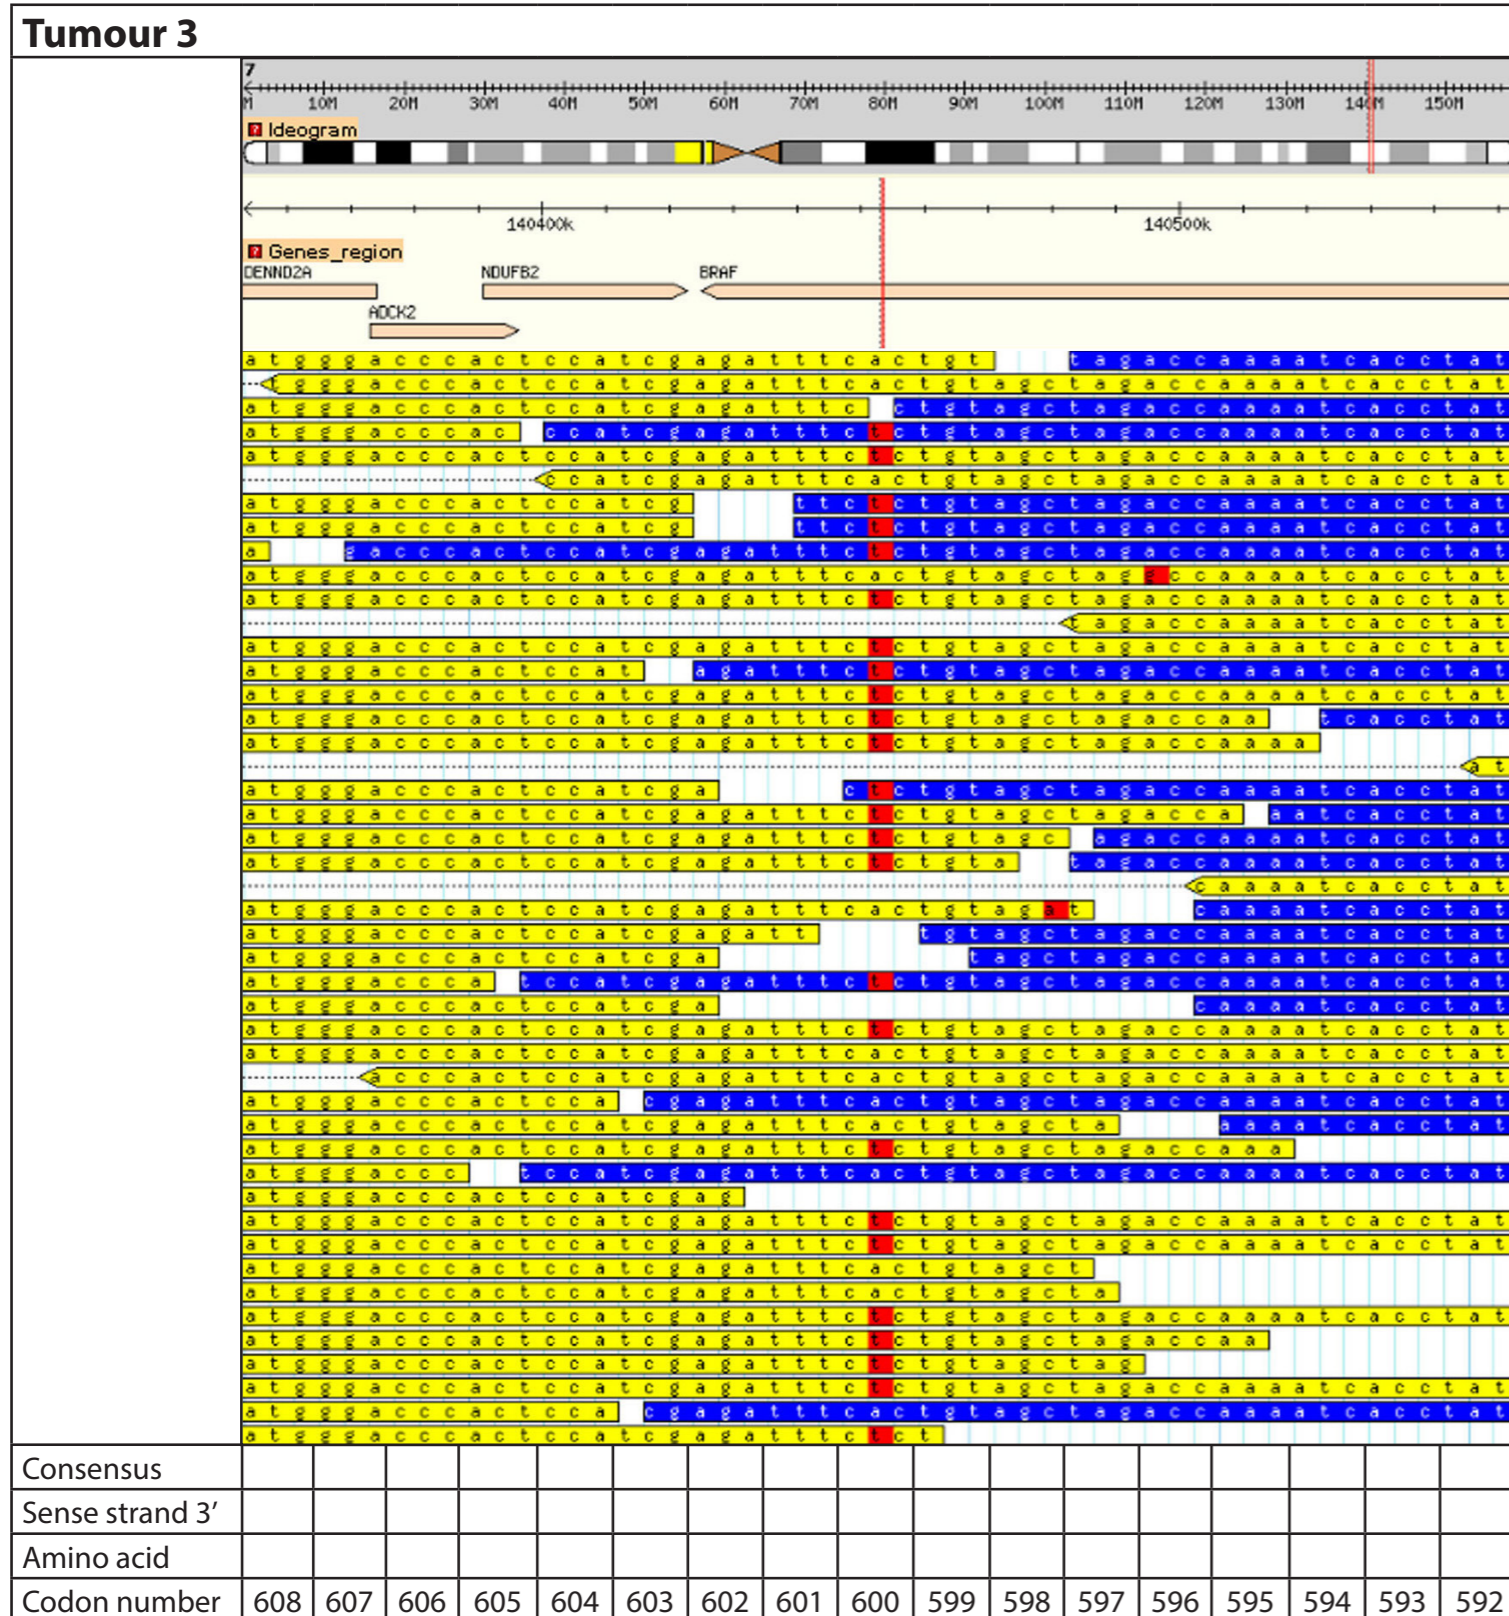 Tumour 3
7
M 10M 20M 30M 40M 50M 60M 70M 80M 90M 100M 110M 120M 130M 140M 150M
? Ideogram
140400k 140500k
? Genes_region
DENND2A NDUFB2 BRAF
ADCK2
a t g g g a c c c a c t c c a t c g a g a t t t c a c t g t t a g a c c a a a a t c a c c t a t
t g g g a c c c a c t c c a t c g a g a t t t c a c t g t a g c t a g a c c a a a a t c a c c t a t
a t g g g a c c c a c t c c a t c g a g a t t t c c t g t a g c t a g a c c a a a a t c a c c t a t
a t g g g a c c c a c c c a t c g a g a t t t c t c t g t a g c t a g a c c a a a a t c a c c t a t
a t g g g a c c c a c t c c a t c g a g a t t t c t c t g t a g c t a g a c c a a a a t c a c c t a t
c c a t c g a g a t t t c a c t g t a g c t a g a c c a a a a t c a c c t a t
a t g g g a c c c a c t c c a t c g t t c t c t g t a g c t a g a c c a a a a t c a c c t a t
a t g g g a c c c a c t c c a t c g t t c t c t g t a g c t a g a c c a a a a t c a c c t a t
a g a c c c a c t c c a t c g a g a t t t c t c t g t a g c t a g a c c a a a a t c a c c t a t
a t g g g a c c c a c t c c a t c g a g a t t t c a c t g t a g c t a g g c c a a a a t c a c c t a t
a t g g g a c c c a c t c c a t c g a g a t t t c t c t g t a g c t a g a c c a a a a t c a c c t a t
t a g a c c a a a a t c a c c t a t
a t g g g a c c c a c t c c a t c g a g a t t t c t c t g t a g c t a g a c c a a a a t c a c c t a t
a t g g g a c c c a c t c c a t a g a t t t c t c t g t a g c t a g a c c a a a a t c a c c t a t
a t g g g a c c c a c t c c a t c g a g a t t t c t c t g t a g c t a g a c c a a a a t c a c c t a t
a t g g g a c c c a c t c c a t c g a g a t t t c t c t g t a g c t a g a c c a a t c a c c t a t
a t g g g a c c c a c t c c a t c g a g a t t t c t c t g t a g c t a g a c c a a a a
a t
a t g g g a c c c a c t c c a t c g a c t c t g t a g c t a g a c c a a a a t c a c c t a t
a t g g g a c c c a c t c c a t c g a g a t t t c t c t g t a g c t a g a c c a a a t c a c c t a t
a t g g g a c c c a c t c c a t c g a g a t t t c t c t g t a g c a g a c c a a a a t c a c c t a t
a t g g g a c c c a c t c c a t c g a g a t t t c t c t g t a t a g a c c a a a a t c a c c t a t
c a a a a t c a c c t a t
a t g g g a c c c a c t c c a t c g a g a t t t c a c t g t a g a t c a a a a t c a c c t a t
a t g g g a c c c a c t c c a t c g a g a t t t g t a g c t a g a c c a a a a t c a c c t a t
a t g g g a c c c a c t c c a t c g a t a g c t a g a c c a a a a t c a c c t a t
a t g g g a c c c a t c c a t c g a g a t t t c t c t g t a g c t a g a c c a a a a t c a c c t a t
a t g g g a c c c a c t c c a t c g a c a a a a t c a c c t a t
a t g g g a c c c a c t c c a t c g a g a t t t c t c t g t a g c t a g a c c a a a a t c a c c t a t
a t g g g a c c c a c t c c a t c g a g a t t t c a c t g t a g c t a g a c c a a a a t c a c c t a t
a c c c a c t c c a t c g a g a t t t c a c t g t a g c t a g a c c a a a a t c a c c t a t
a t g g g a c c c a c t c c a c g a g a t t t c a c t g t a g c t a g a c c a a a a t c a c c t a t
a t g g g a c c c a c t c c a t c g a g a t t t c a c t g t a g c t a a a a a t c a c c t a t
a t g g g a c c c a c t c c a t c g a g a t t t c t c t g t a g c t a g a c c a a a
a t g g g a c c c t c c a t c g a g a t t t c a c t g t a g c t a g a c c a a a a t c a c c t a t
a t g g g a c c c a c t c c a t c g a g
a t g g g a c c c a c t c c a t c g a g a t t t c t c t g t a g c t a g a c c a a a a t c a c c t a t
a t g g g a c c c a c t c c a t c g a g a t t t c t c t g t a g c t a g a c c a a a a t c a c c t a t
a t g g g a c c c a c t c c a t c g a g a t t t c a c t g t a g c t
a t g g g a c c c a c t c c a t c g a g a t t t c a c t g t a g c t a
a t g g g a c c c a c t c c a t c g a g a t t t c t c t g t a g c t a g a c c a a a a t c a c c t a t
a t g g g a c c c a c t c c a t c g a g a t t t c t c t g t a g c t a g a c c a a
a t g g g a c c c a c t c c a t c g a g a t t t c t c t g t a g c t a g
a t g g g a c c c a c t c c a t c g a g a t t t c t c t g t a g c t a g a c c a a a a t c a c c t a t
a t g g g a c c c a c t c c a c g a g a t t t c a c t g t a g c t a g a c c a a a a t c a c c t a t
a t g g g a c c c a c t c c a t c g a g a t t t c t c t
Consensus
Sense strand 3’
Amino acid
Codon number 608 607 606 605 604 603 602 601 600 599 598 597 596 595 594 593 592